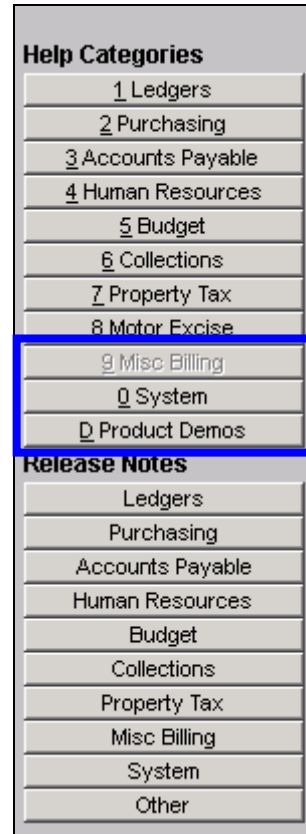 Help Categories
1 Ledgers
2 Purchasing
3 Accounts Payable
4 Human Resources
5 Budget
6 Collections
7 Property Tax
8 Motor Excise
9 Misc Billing
0 System
D Product Demos
Release Notes
Ledgers
Purchasing
Accounts Payable
Human Resources
Budget
Collections
Property Tax
Misc Billing
System
Other